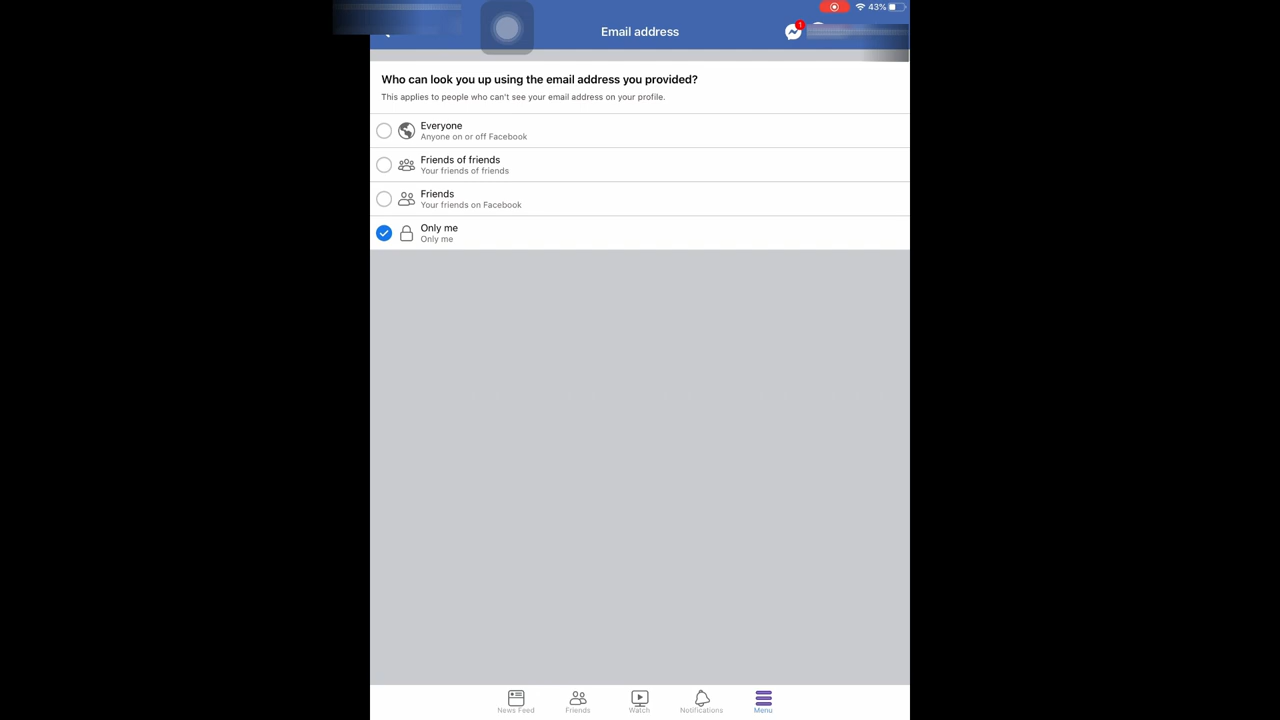 43%
Email address
1
Who can look you up using the email address you provided?
This applies to people who can't see your email address on your profile.
Everyone
Anyone on or off Facebook
Friends of friends
Your friends of friends
Friends
Your friends on Facebook
Only me
Only me
News Feed
Friends
Watch
Notifications
Menu